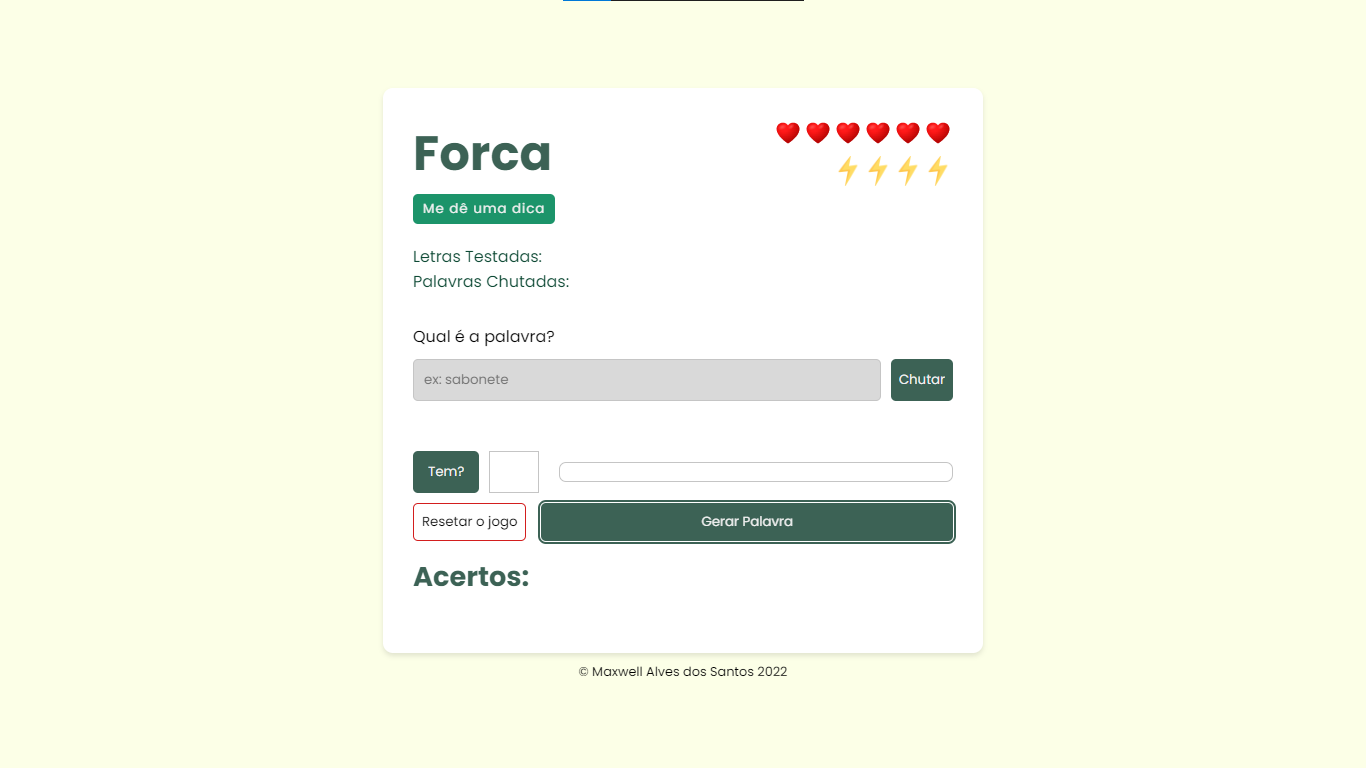 Forca
Me dê uma dica
Letras Testadas:
Palavras Chutadas:
Qual é a palavra?
ex: sabonete
Chutar
Tem?
Resetar o jogo
Gerar Palavra
Acertos:
© Maxwell Alves dos Santos 2022